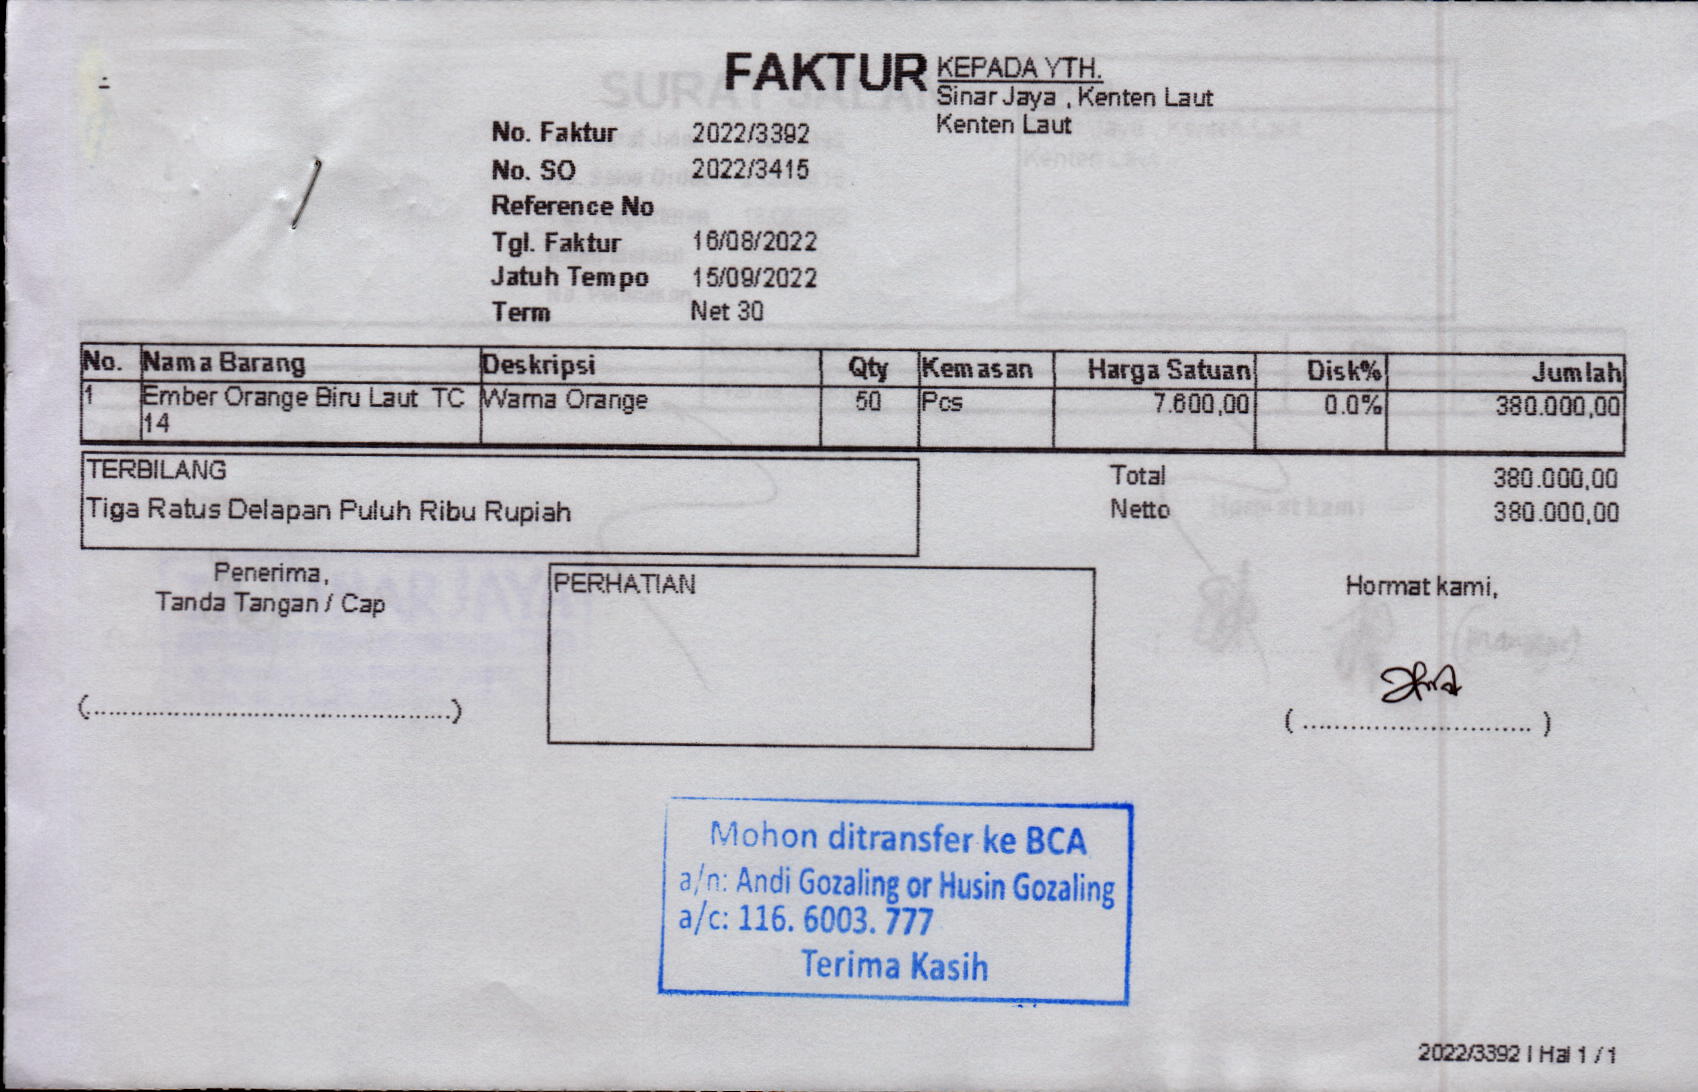 FAKTUR
KEPADA YTH.
Sinar Jaya , Kenten Laut
Kenten Laut
No. Faktur 2022/3392
No. SO 2022/3415
Reference No
Tgl. Faktur 16/08/2022
Jatuh Tempo 15/09/2022
Term Net 30
No. Nama Barang Deskripsi Qty Kemasan Harga Satuan Disk% Jumlah
1 Ember Orange Biru Laut TC Warna Orange 50 Pcs 7.600,00 0.0% 380.000,00
14
TERBILANG
Tiga Ratus Delapan Puluh Ribu Rupiah
Total 380.000,00
Netto 380.000,00
Penerima,
Tanda Tangan / Cap
(..............................................)
PERHATIAN
Hormat kami,
( ............................. )
Mohon ditransfer ke BCA
a/n: Andi Gozaling or Husin Gozaling
a/c: 116. 6003. 777
Terima Kasih
2022/3392 | Hal 1 / 1